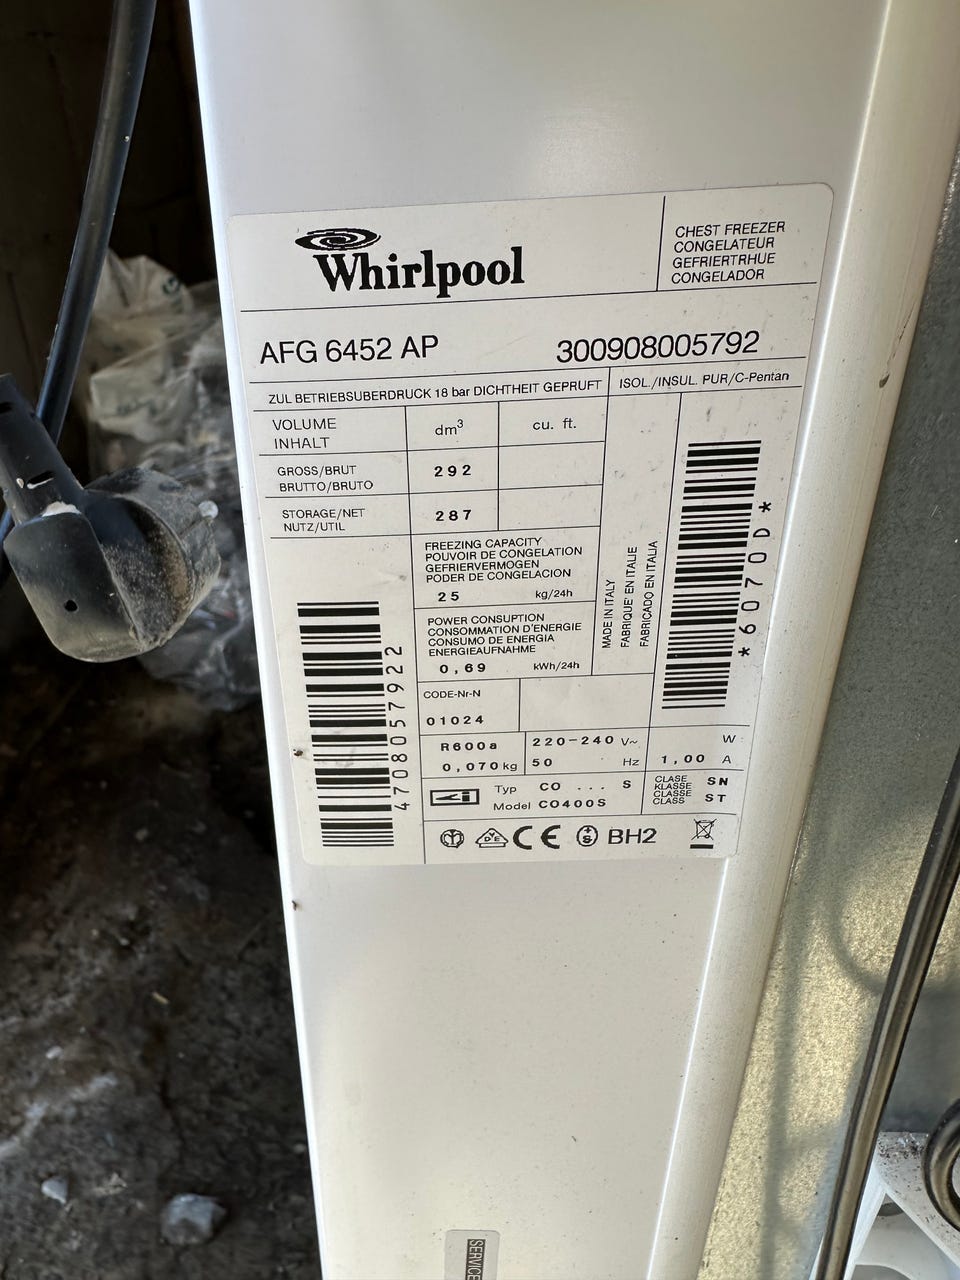 Whirlpool
CHEST FREEZER
CONGELATEUR
GEFRIERTRHUE
CONGELADOR
AFG 6452 AP
300908005792
ZUL BETRIEBSUBERDRUCK 18 bar DICHTHEIT GEPRUFT
ISOL./INSUL. PUR/C-Pentan
VOLUME
INHALT
dm³
cu. ft.
GROSS/BRUT
BRUTTO/BRUTO
292
STORAGE/NET
NUTZ/UTIL
287
FREEZING CAPACITY
POUVOIR DE CONGELATION
GEFRIERVERMOGEN
PODER DE CONGELACION
25 kg/24h
POWER CONSUPTION
CONSOMMATION D'ENERGIE
CONSUMO DE ENERGIA
ENERGIEAUFNAHME
0,69 kWh/24h
MADE IN ITALY
FABRIQUE' EN ITALIE
FABRICADO EN ITALIA
*6070D*
4708057922
CODE-Nr-N
01024
R600a
0,070 kg
220-240 V~
50 Hz
W
1,00 A
Typ CO ... S
Model CO400S
CLASE
KLASSE
CLASSE
CLASS
SN
ST
DVE
CE
S
BH2
SERVICE